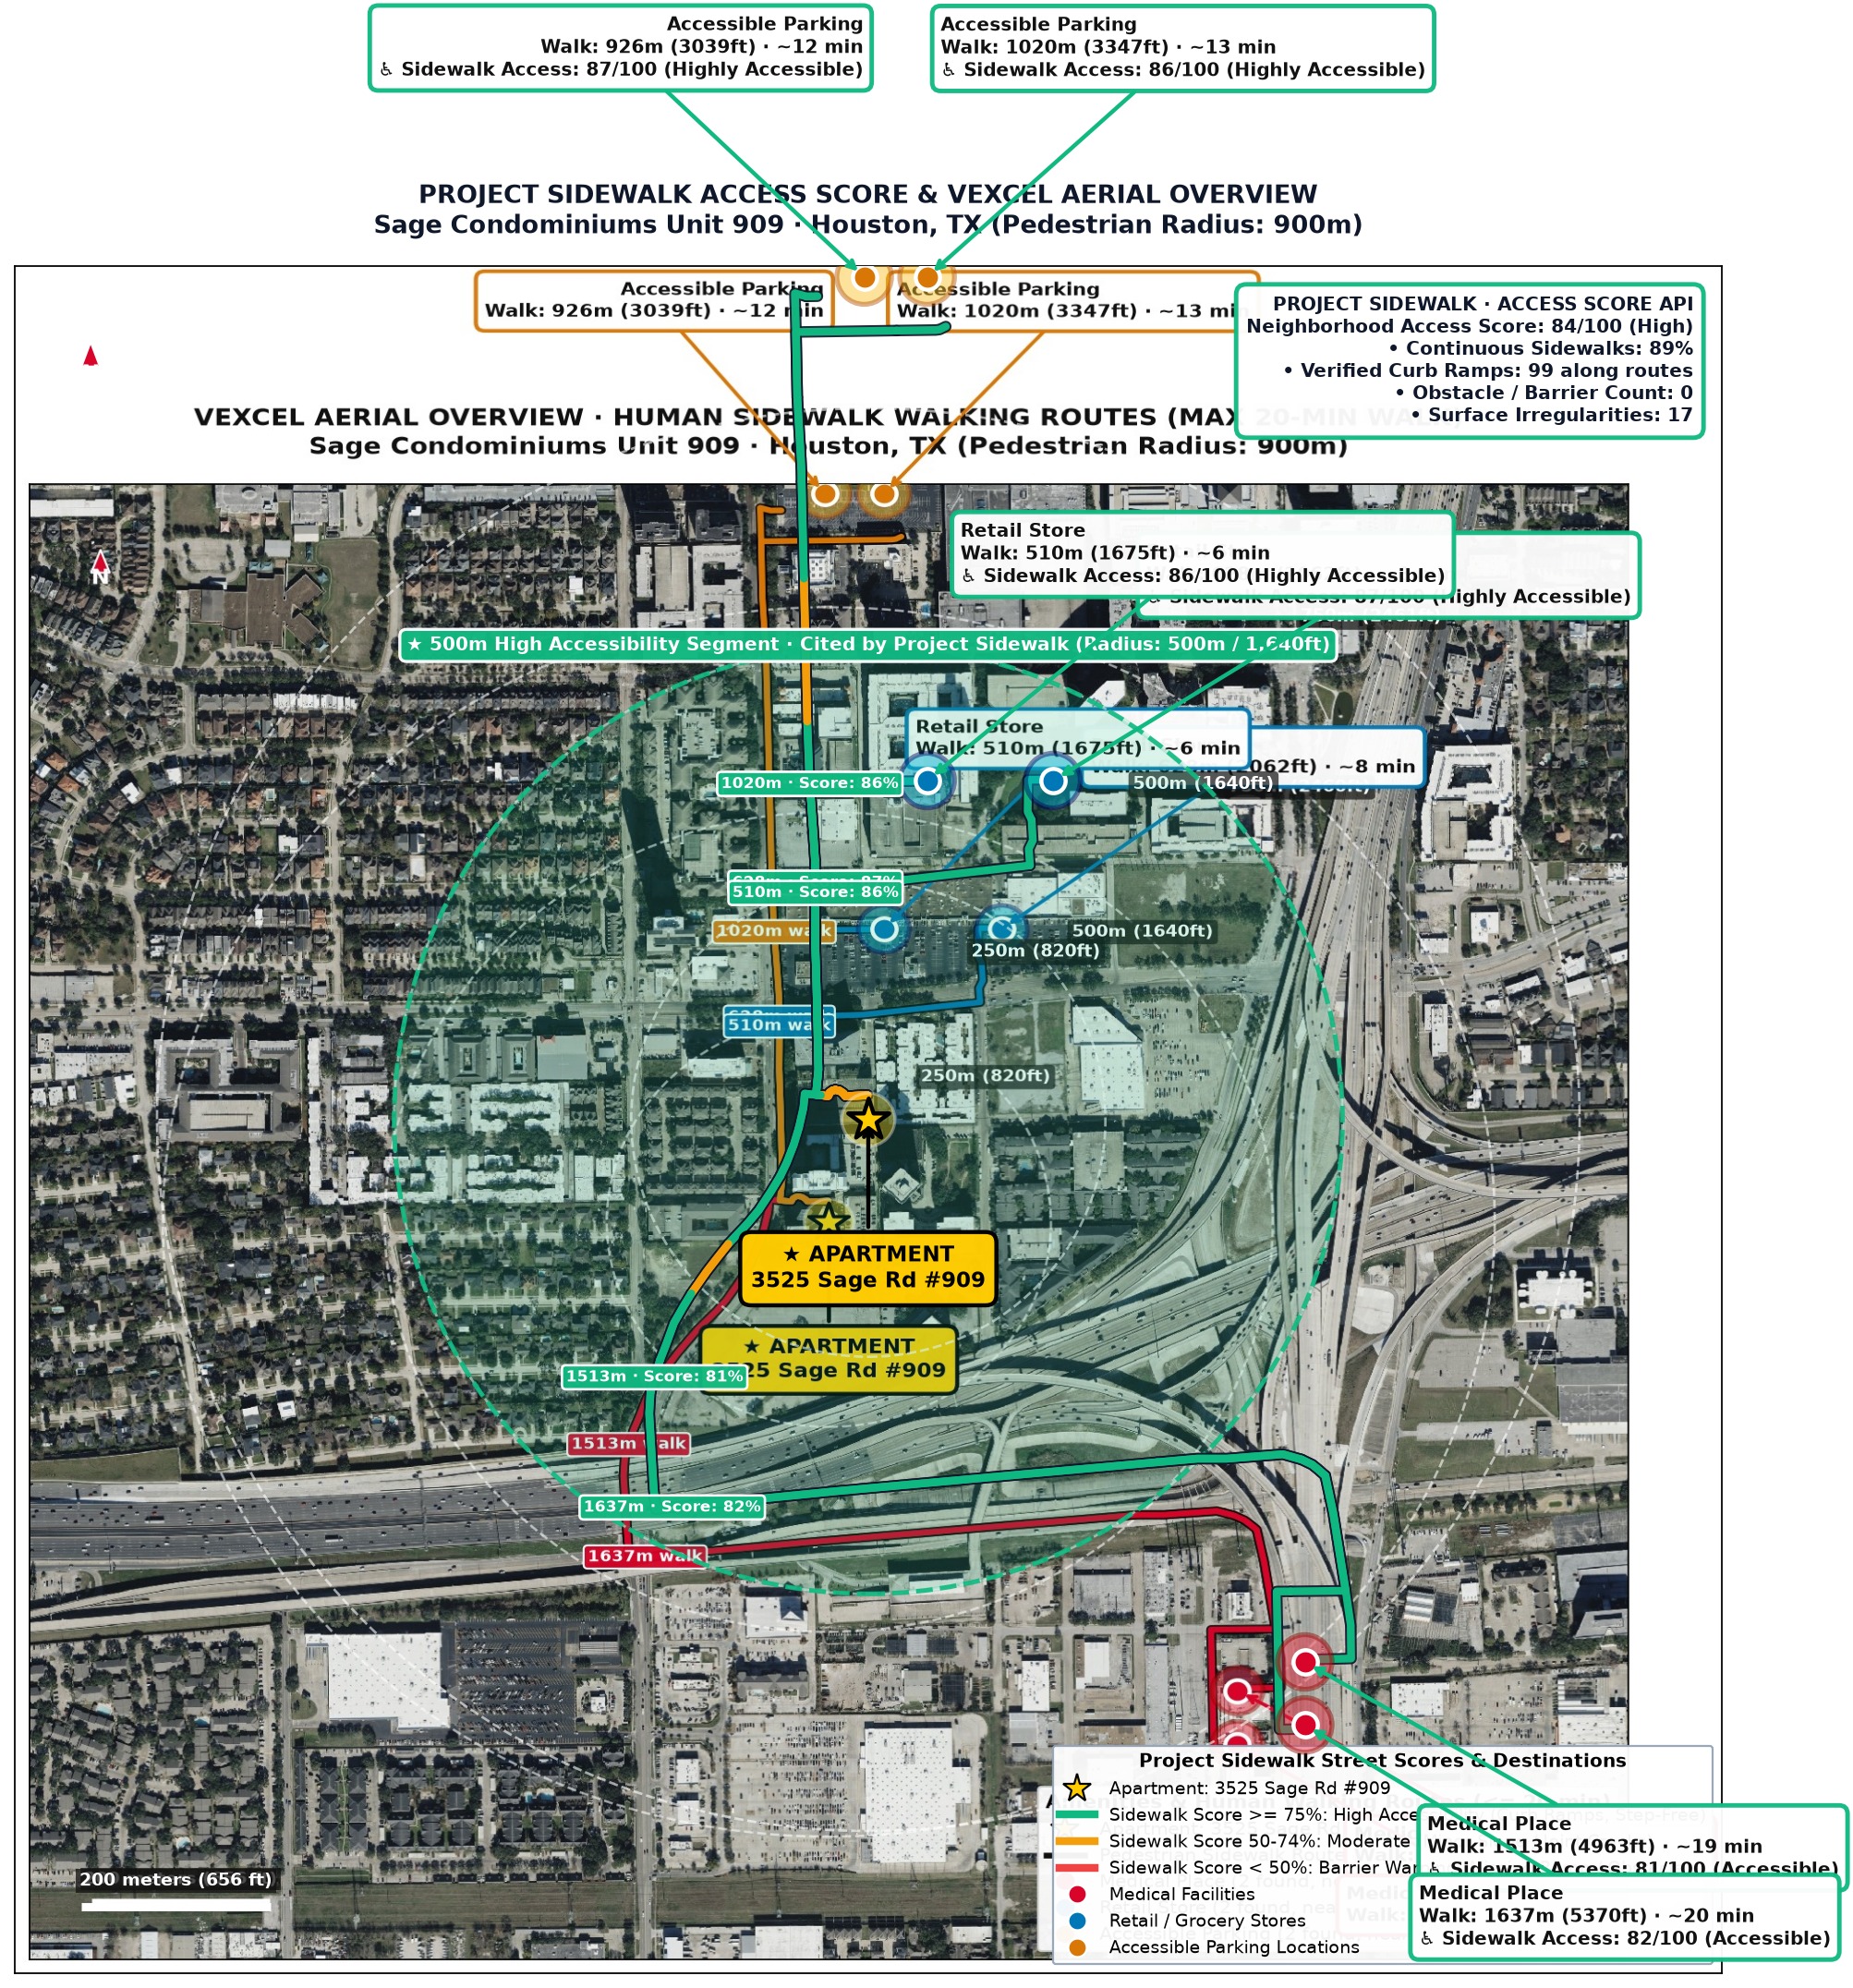 Accessible Parking
Walk: 926m (3039ft) · ~12 min
♿ Sidewalk Access: 87/100 (Highly Accessible)
Accessible Parking
Walk: 1020m (3347ft) · ~13 min
♿ Sidewalk Access: 86/100 (Highly Accessible)
PROJECT SIDEWALK ACCESS SCORE & VEXCEL AERIAL OVERVIEW
Sage Condominiums Unit 909 · Houston, TX (Pedestrian Radius: 900m)
Accessible Parking
Walk: 926m (3039ft) · ~12 min
Accessible Parking
Walk: 1020m (3347ft) · ~13 min
PROJECT SIDEWALK · ACCESS SCORE API
Neighborhood Access Score: 84/100 (High)
• Continuous Sidewalks: 89%
• Verified Curb Ramps: 99 along routes
• Obstacle / Barrier Count: 0
• Surface Irregularities: 17
VEXCEL AERIAL OVERVIEW · HUMAN SIDEWALK WALKING ROUTES (MAX 20-MIN WALK)
Sage Condominiums Unit 909 · Houston, TX (Pedestrian Radius: 900m)
N
Retail Store
Walk: 510m (1675ft) · ~6 min
♿ Sidewalk Access: 86/100 (Highly Accessible)
♿ Sidewalk Access: 87/100 (Highly Accessible)
★ 500m High Accessibility Segment · Cited by Project Sidewalk (Radius: 500m / 1,640ft)
Retail Store
Walk: 510m (1675ft) · ~6 min
062ft) · ~8 min
1020m · Score: 86%
500m (1640ft)
510m · Score: 86%
1020m walk
500m (1640ft)
250m (820ft)
510m walk
250m (820ft)
★ APARTMENT
3525 Sage Rd #909
★ APARTMENT
3525 Sage Rd #909
1513m · Score: 81%
1513m walk
1637m · Score: 82%
1637m walk
Project Sidewalk Street Scores & Destinations
Apartment: 3525 Sage Rd #909
Sidewalk Score >= 75%: High Acce
Sidewalk Score 50-74%: Moderate
Sidewalk Score < 50%: Barrier War
Medical Facilities
Retail / Grocery Stores
Accessible Parking Locations
Medical Place
Walk: 1513m (4963ft) · ~19 min
♿ Sidewalk Access: 81/100 (Accessible)
Medical Place
Walk: 1637m (5370ft) · ~20 min
♿ Sidewalk Access: 82/100 (Accessible)
200 meters (656 ft)